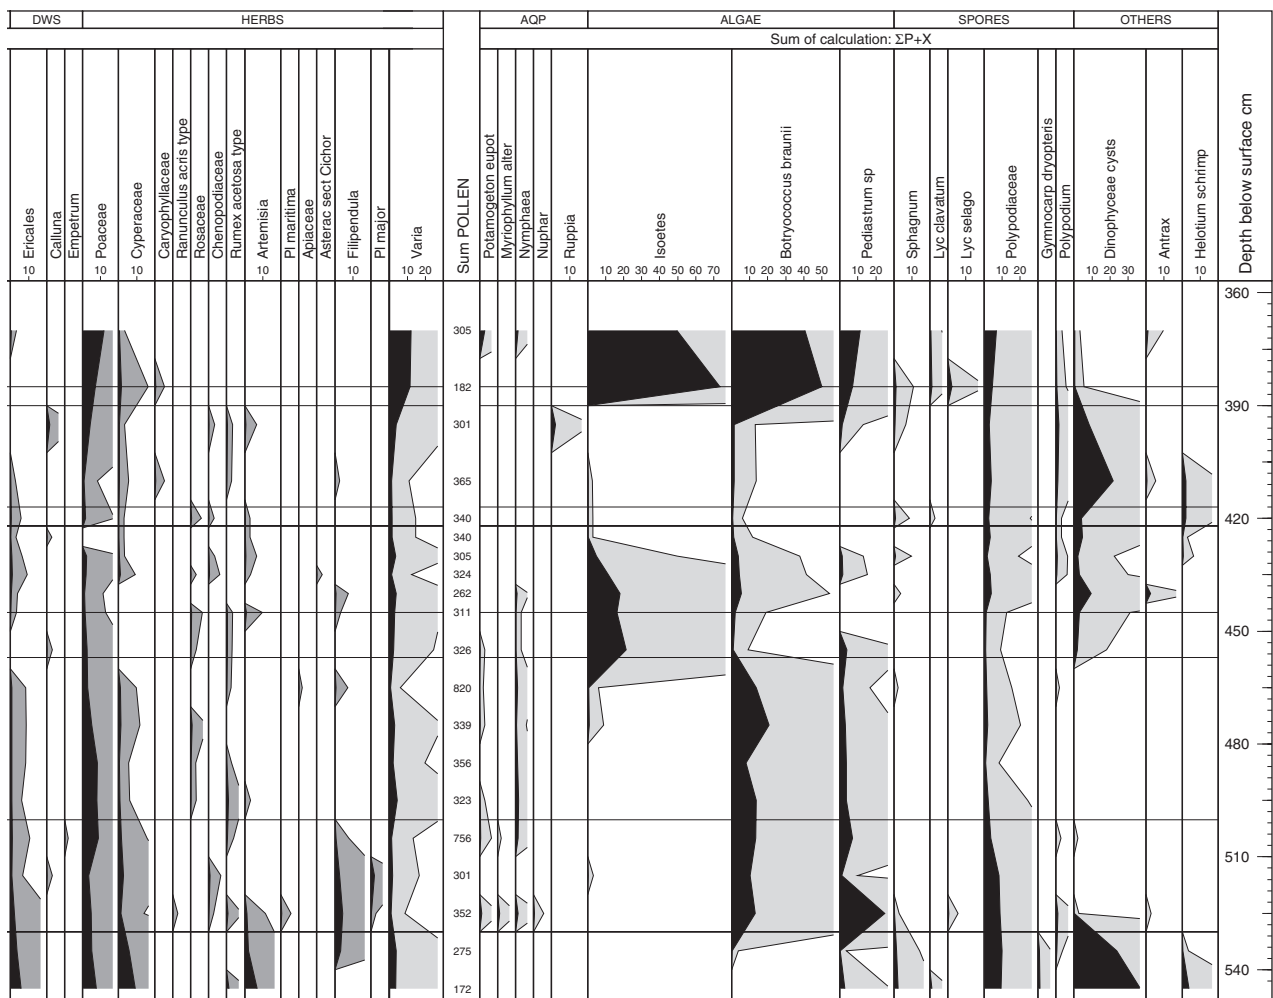 DWS HERBS AQP ALGAE SPORES OTHERS
Sum of calculation: ΣP+X
Ericales
Calluna
Empetrum
Poaceae
Cyperaceae
Caryophyllaceae
Ranunculus acris type
Rosaceae
Chenopodiaceae
Rumex acetosa type
Artemisia
Pl maritima
Apiaceae
Asterac sect Cichor
Filipendula
Pl major
Varia
Sum POLLEN
Potamogeton eupot
Myriophyllum alter
Nymphaea
Nuphar
Ruppia
Isoetes
Botryococcus braunii
Pediastrum sp
Sphagnum
Lyc clavatum
Lyc selago
Polypodiaceae
Gymnocarp dryopteris
Polypodium
Dinophyceae cysts
Antrax
Helotium schrimp
Depth below surface cm
10 10 10 10 10 10 20 10 10 20 30 40 50 60 70 10 20 30 40 50 10 20 10 10 10 20 10 20 30 10 10
360
305
182
390
301
365
340
420
340
305
324
262
311
450
326
820
339
480
356
323
756
510
301
352
275
540
172